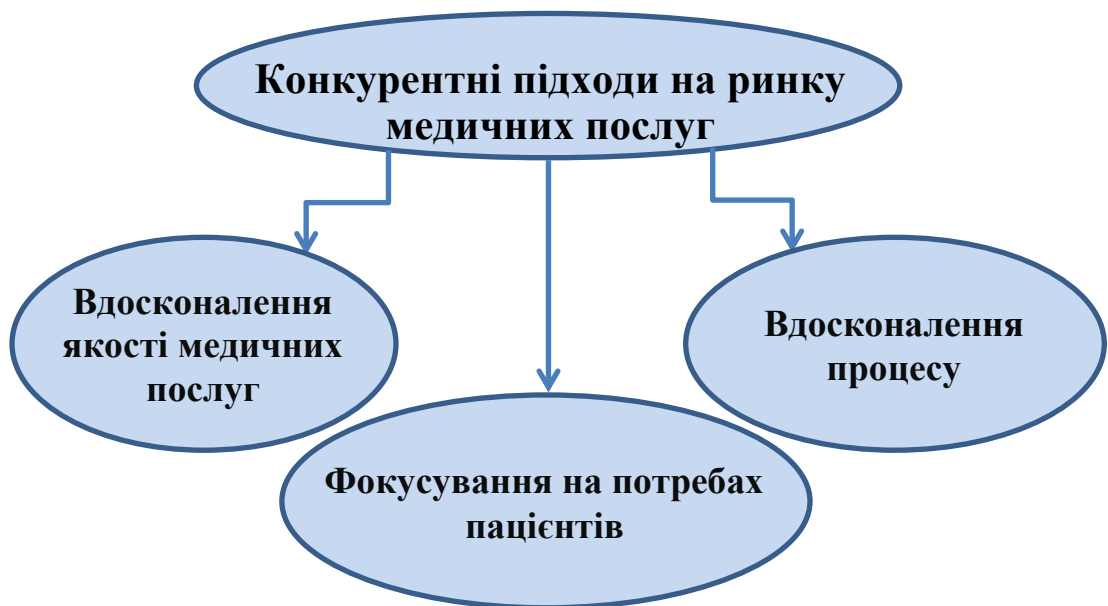 Конкурентні підходи на ринку
медичних послуг
Вдосконалення
якості медичних
послуг
Фокусування на потребах
пацієнтів
Вдосконалення
процесу